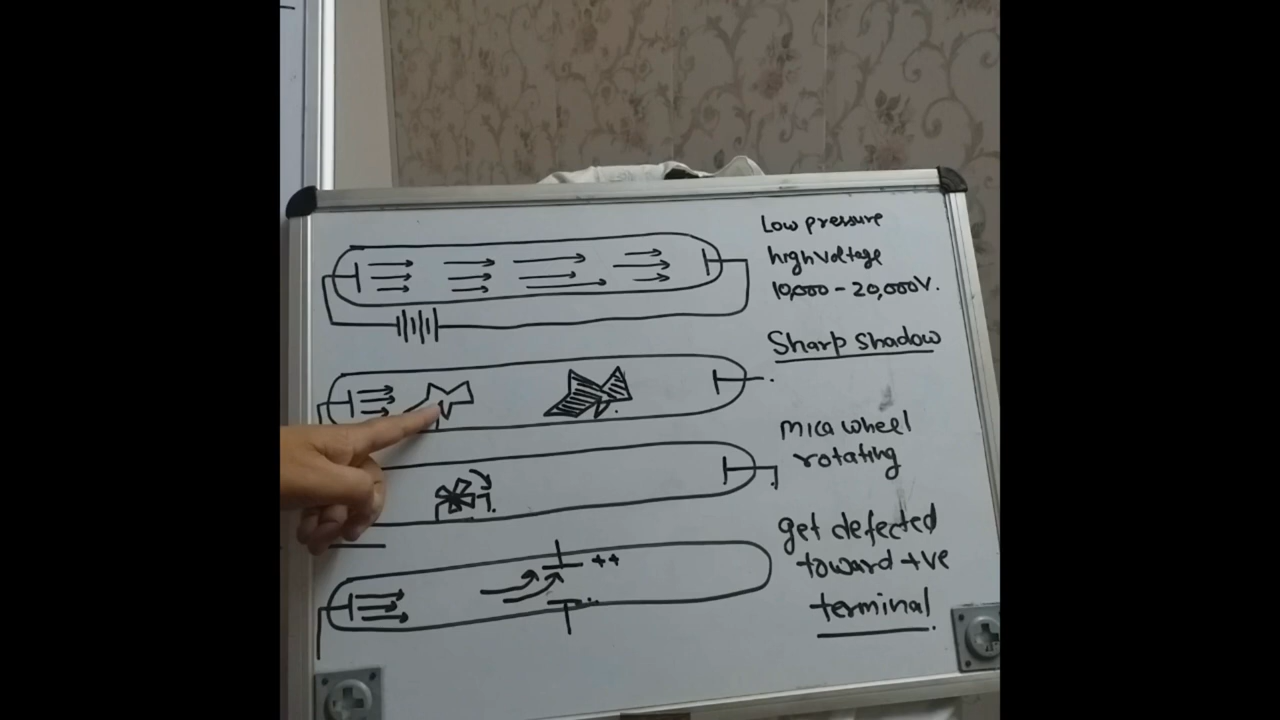 Low pressure
high voltage
10,000 - 20,000V.
Sharp shadow
mica wheel
rotating
++
get defected
toward +ve
terminal.